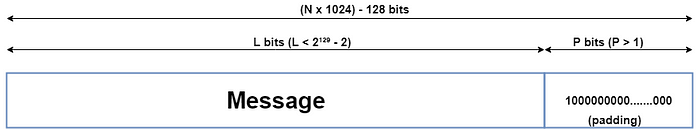 (N x 1024) - 128 bits
L bits (L < 2¹²⁹ - 2)
P bits (P > 1)
Message
1000000000.......000
(padding)